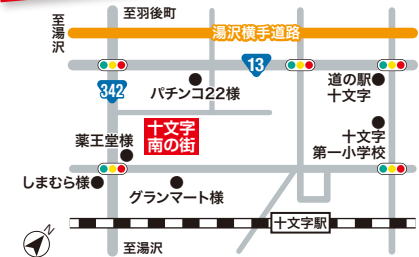 至羽後町
至湯沢
湯沢横手道路
13
342
パチンコ22様
道の駅
十文字
十文字
南の街
薬王堂様
十文字
第一小学校
しまむら様
グランマート様
十文字駅
N
至湯沢